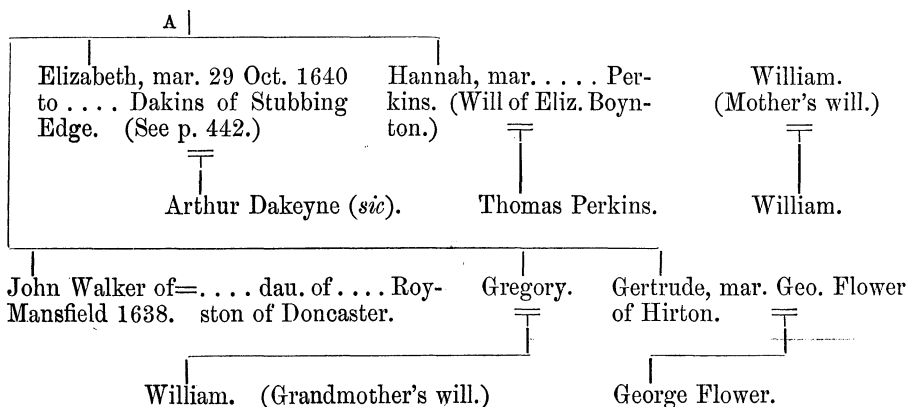 A
Elizabeth, mar. 29 Oct. 1640
to .... Dakins of Stubbing
Edge. (See p. 442.)
Hannah, mar. .... Per-
kins. (Will of Eliz. Boyn-
ton.)
William.
(Mother's will.)
Arthur Dakeyne (sic).
Thomas Perkins.
William.
John Walker of=.... dau. of .... Roy-
Mansfield 1638. ston of Doncaster.
Gregory.
Gertrude, mar. Geo. Flower
of Hirton.
William. (Grandmother's will.)
George Flower.